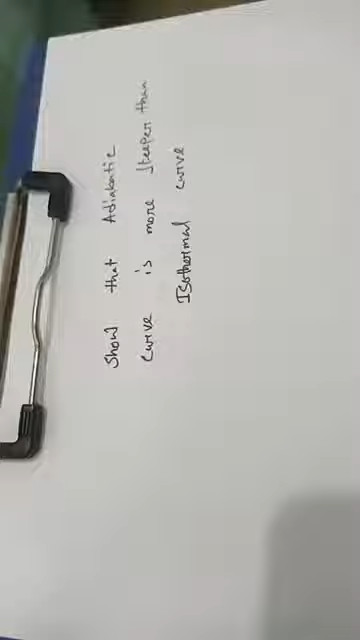 Show that Adiabatic
curve is more steeper than
Isothermal curve